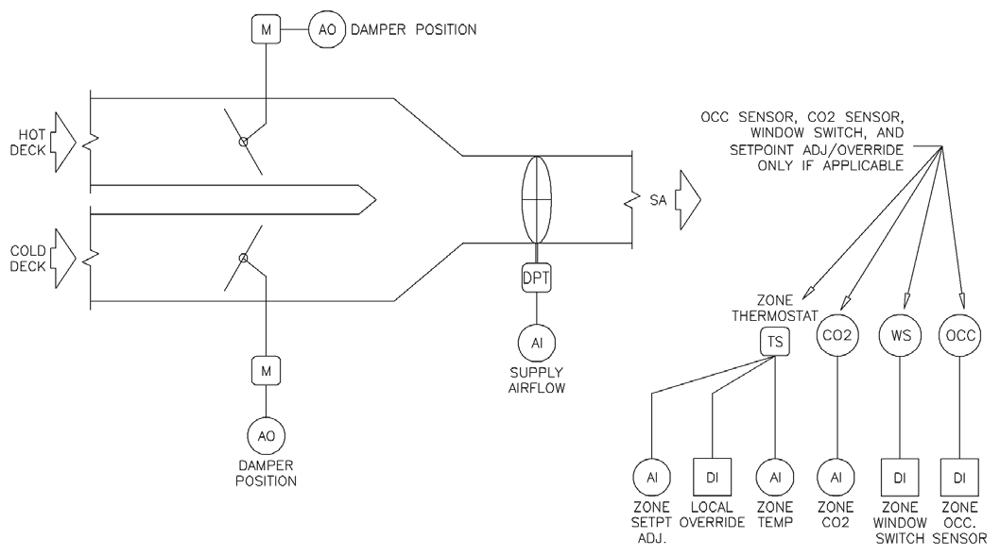 M
AO
DAMPER POSITION
HOT
DECK
COLD
DECK
SA
DPT
AI
SUPPLY
AIRFLOW
M
AO
DAMPER
POSITION
OCC SENSOR, CO2 SENSOR,
WINDOW SWITCH, AND
SETPOINT ADJ/OVERRIDE
ONLY IF APPLICABLE
ZONE
THERMOSTAT
TS
CO2
WS
OCC
AI
ZONE
SETPT
ADJ.
DI
LOCAL
OVERRIDE
AI
ZONE
TEMP
AI
ZONE
CO2
DI
ZONE
WINDOW
SWITCH
DI
ZONE
OCC.
SENSOR